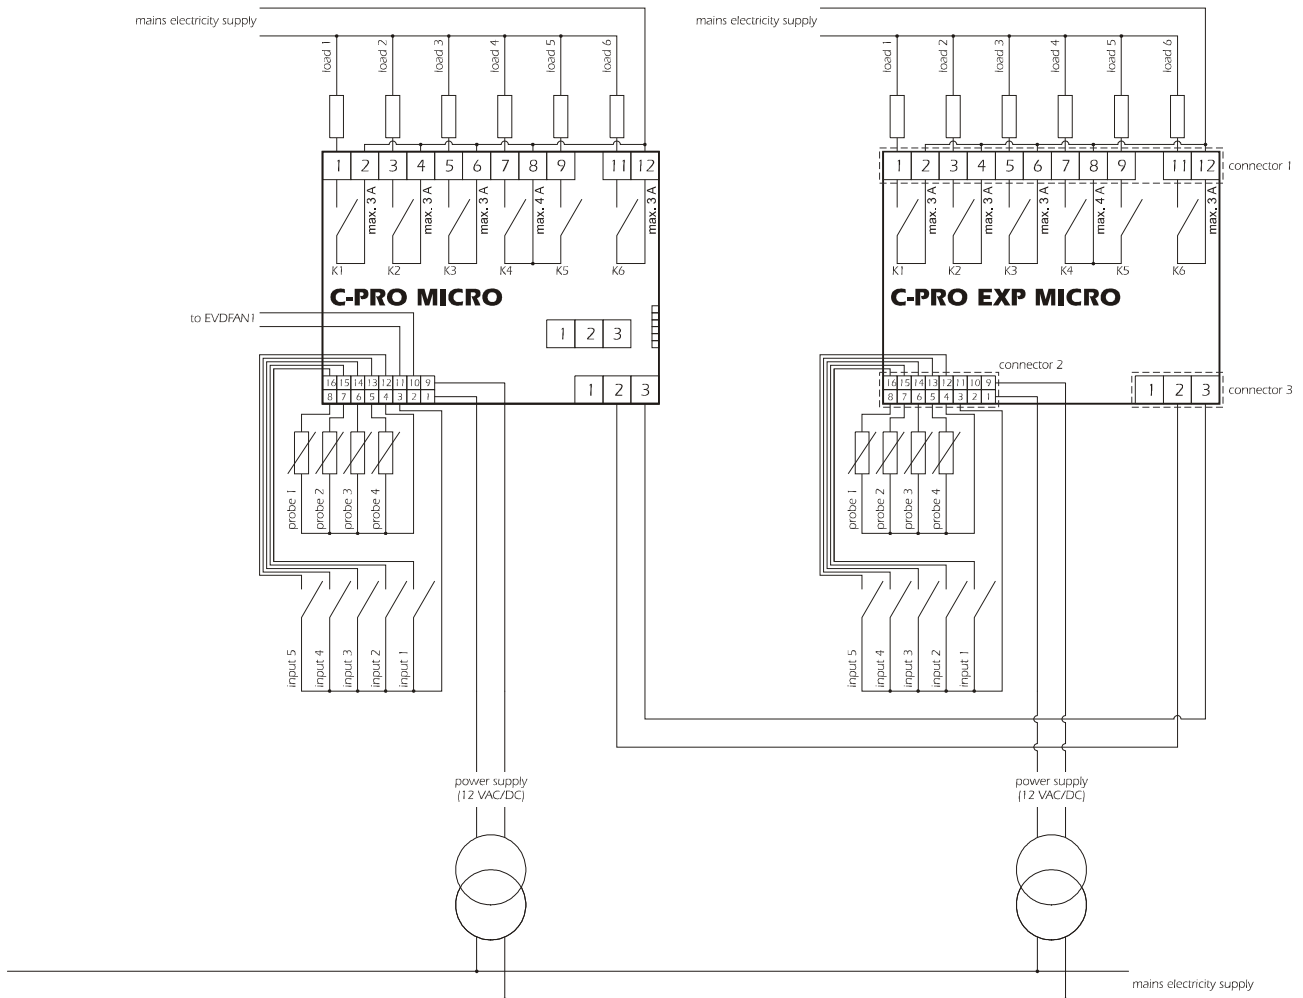 mains electricity supply
mains electricity supply
load 1
load 2
load 3
load 4
load 5
load 6
load 1
load 2
load 3
load 4
load 5
load 6
1 2 3 4 5 6 7 8 9 11 12
1 2 3 4 5 6 7 8 9 11 12
connector 1
max. 3 A
max. 3 A
max. 3 A
max. 4 A
max. 3 A
max. 3 A
max. 3 A
max. 3 A
max. 4 A
max. 3 A
K1 K2 K3 K4 K5 K6
K1 K2 K3 K4 K5 K6
C-PRO MICRO
C-PRO EXP MICRO
to EVDFAN1
1 2 3
connector 2
16 15 14 13 12 11 10 9
8 7 6 5 4 3 2 1
1 2 3
16 15 14 13 12 11 10 9
8 7 6 5 4 3 2 1
1 2 3
connector 3
probe 1
probe 2
probe 3
probe 4
probe 1
probe 2
probe 3
probe 4
input 5
input 4
input 3
input 2
input 1
input 5
input 4
input 3
input 2
input 1
power supply
(12 VAC/DC)
power supply
(12 VAC/DC)
mains electricity supply